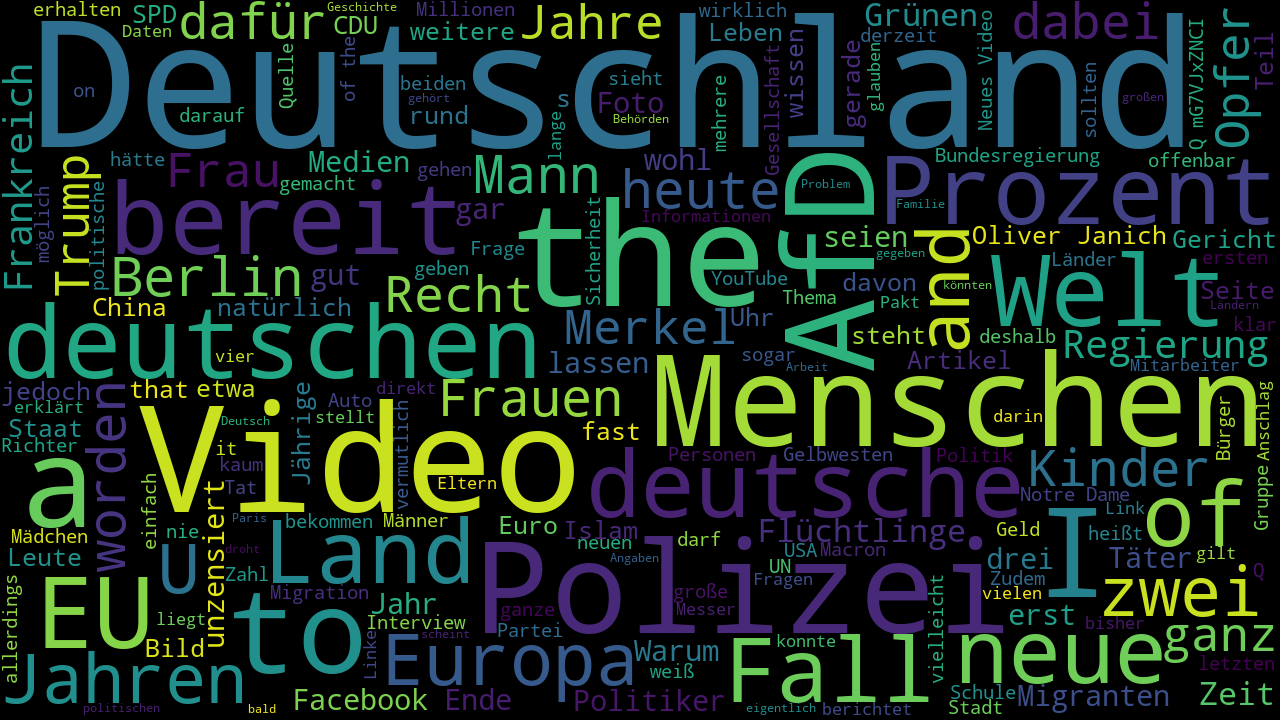 erhalten
SPD
dafür
Geschichte
CDU
Millionen
Jahre
wirklich
Grünen
dabei
Daten
weitere
Leben
derzeit
Neues Video
Opfer
Teil
Deutschland
on
Quelle
of the
beiden
gehört
sieht
wissen
gerade
glauben
sollten
großen
Q mG7VJxZNCI
Frankreich
darauf
rund
s
Foto
Behörden
mehrere
Gesellschaft
lange
hätte
Frau
Medien
gehen
Mann
wohl
Bundesregierung
offenbar
Trump
politische
möglich
gemacht
heute
Problem
AfD
Prozent
Familie
bereit
gar
the
Informationen
seien
and
Oliver Janich
Gericht
Berlin
gut
Frage
geben
Sicherheit
YouTube
davon
gegeben
Länder
ersten
China
natürlich
Recht
Thema
Pakt
könnten
Welt
Seite
Ländern
deutschen
Merkel
Uhr
steht
deshalb
klar
Regierung
vier
lassen
sogar
Arbeit
Artikel
Mitarbeiter
jedoch
worden
that
etwa
Jährige
Auto
direkt
Frauen
Menschen
erklärt
Staat
Richter
Video
Deutsch
stellt
vermutlich
fast
darin
Bürger
Anschlag
a
it
kaum
Tat
einfach
Personen
Gelbwesten
Politik
Kinder
Eltern
deutsche
Notre Dame
Link
Gruppe
Mädchen
Leute
nie
unzensiert
Paris
bekommen
Männer
Euro
Islam
neuen
darf
Flüchtlinge
Geld
I
heißt
of
U
droht
Land
Polizei
Angaben
USA
Macron
UN
drei
Täter
gilt
EU
Zahl
Migration
Fragen
Zudem
vielen
zwei
Q
allerdings
liegt
to
Jahr
Interview
ganze
große
Messer
vielleicht
erst
bisher
Bild
Linke
scheint
Partei
konnte
ganz
Jahren
Europa
Warum
weiß
Fall
neue
letzten
politischen
bald
Facebook
Ende
Politiker
eigentlich
berichtet
Schule
Stadt
Migranten
Zeit